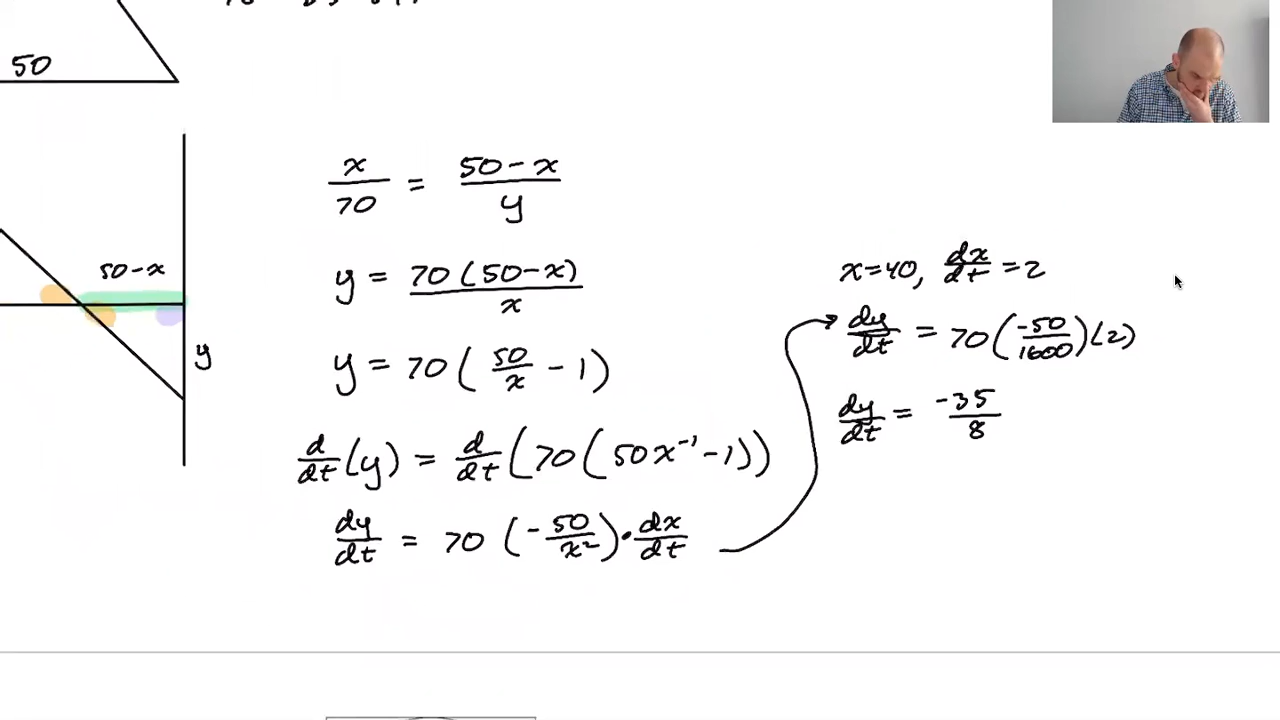 50
50-x
y
x/70 = (50-x)/y
y = 70(50-x)/x
y = 70(50/x - 1)
d/dt(y) = d/dt(70(50x⁻¹-1))
dy/dt = 70(-50/x²)·dx/dt
x=40, dx/dt = 2
dy/dt = 70(-50/1600)(2)
dy/dt = -35/8